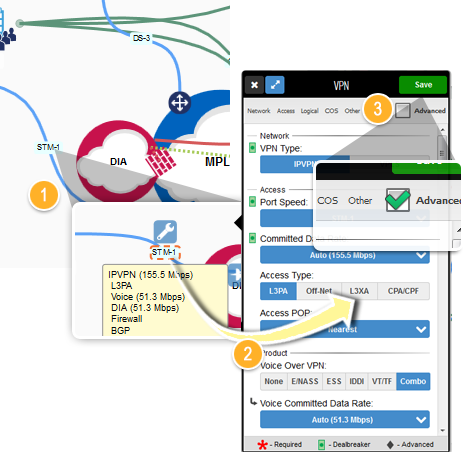 DS-3
STM-1
DIA
MPL
1
STM-1
IPVPN (155.5 Mbps)
L3PA
Voice (51.3 Mbps)
DIA (51.3 Mbps)
Firewall
BGP
2
VPN
Save
3
Network Access Logical COS Other Advanced
Network
VPN Type:
IPVPN
COS Other Advance
Access
Port Speed:
Committed Da
Auto (155.5 Mbps)
Access Type:
L3PA Off-Net L3XA CPA/CPF
Access POP:
Nearest
Product
Voice Over VPN:
None E/NASS ESS IDDI VT/TF Combo
Voice Committed Data Rate:
Auto (51.3 Mbps)
- Required - Dealbreaker - Advanced